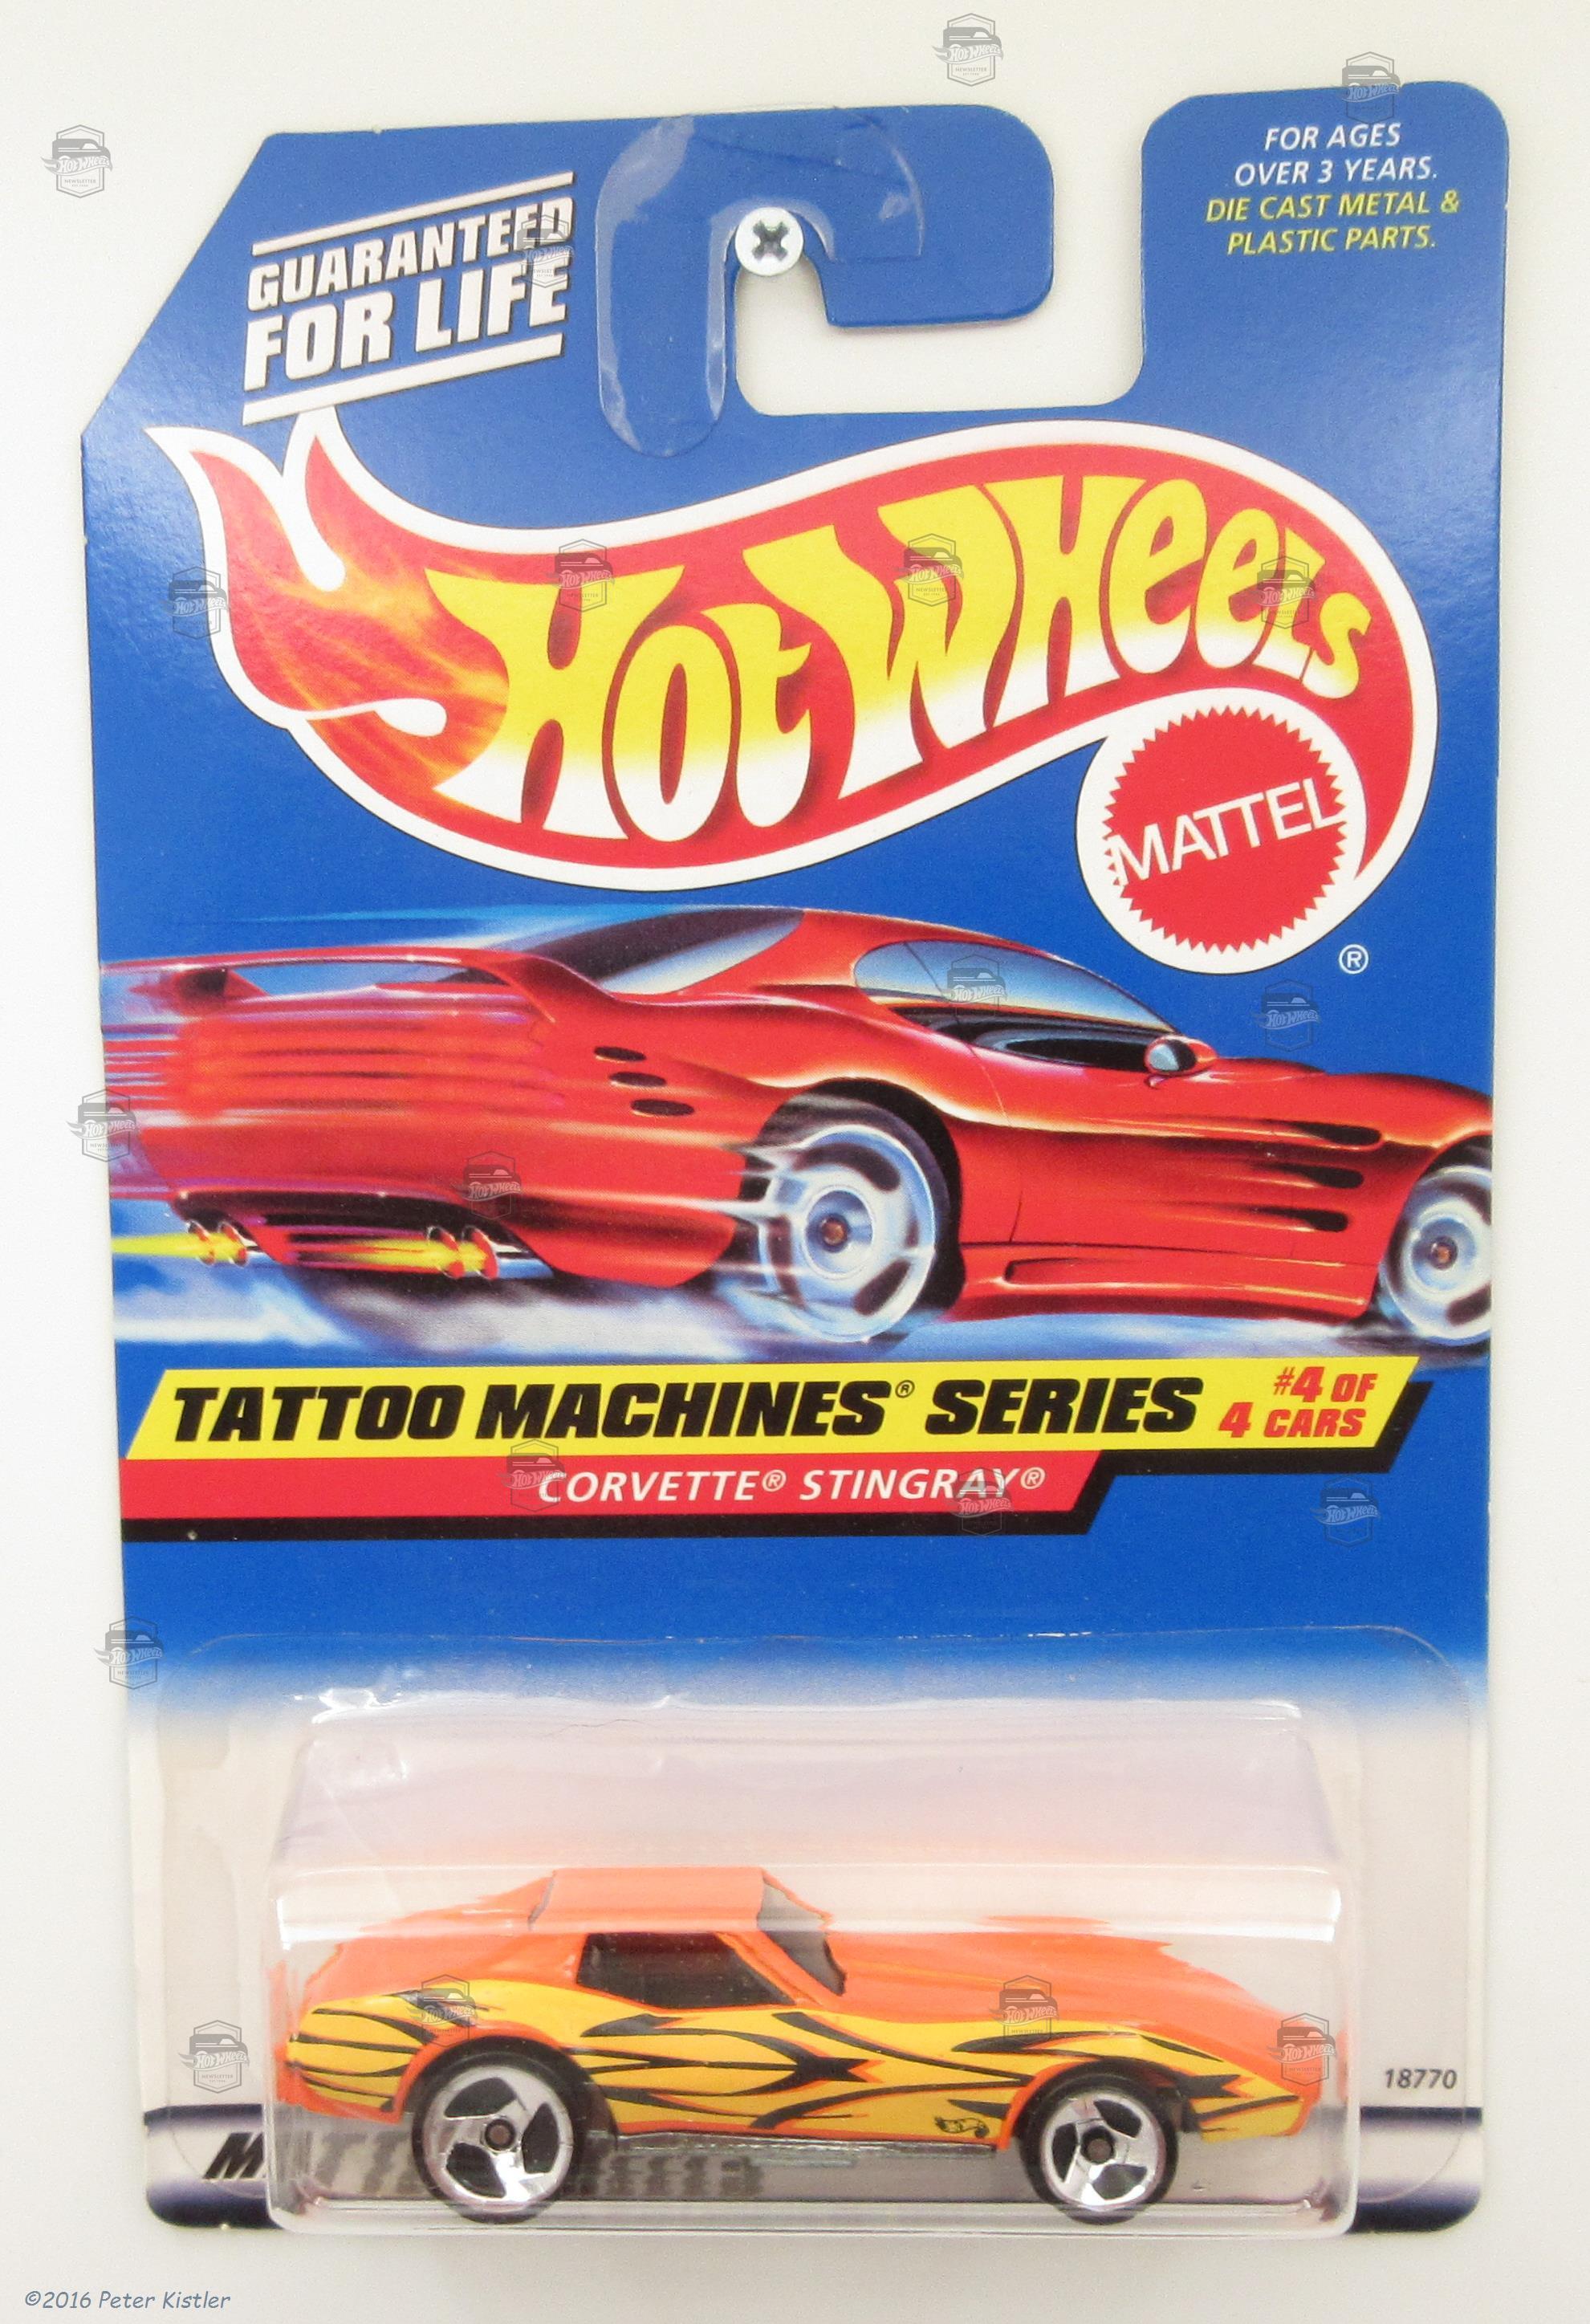 GUARANTEED
FOR LIFE
FOR AGES
OVER 3 YEARS.
DIE CAST METAL &
PLASTIC PARTS.
HOT WHEELS
MATTEL
®
TATTOO MACHINES® SERIES
#4 OF
4 CARS
CORVETTE® STINGRAY®
18770
©2016 Peter Kistler